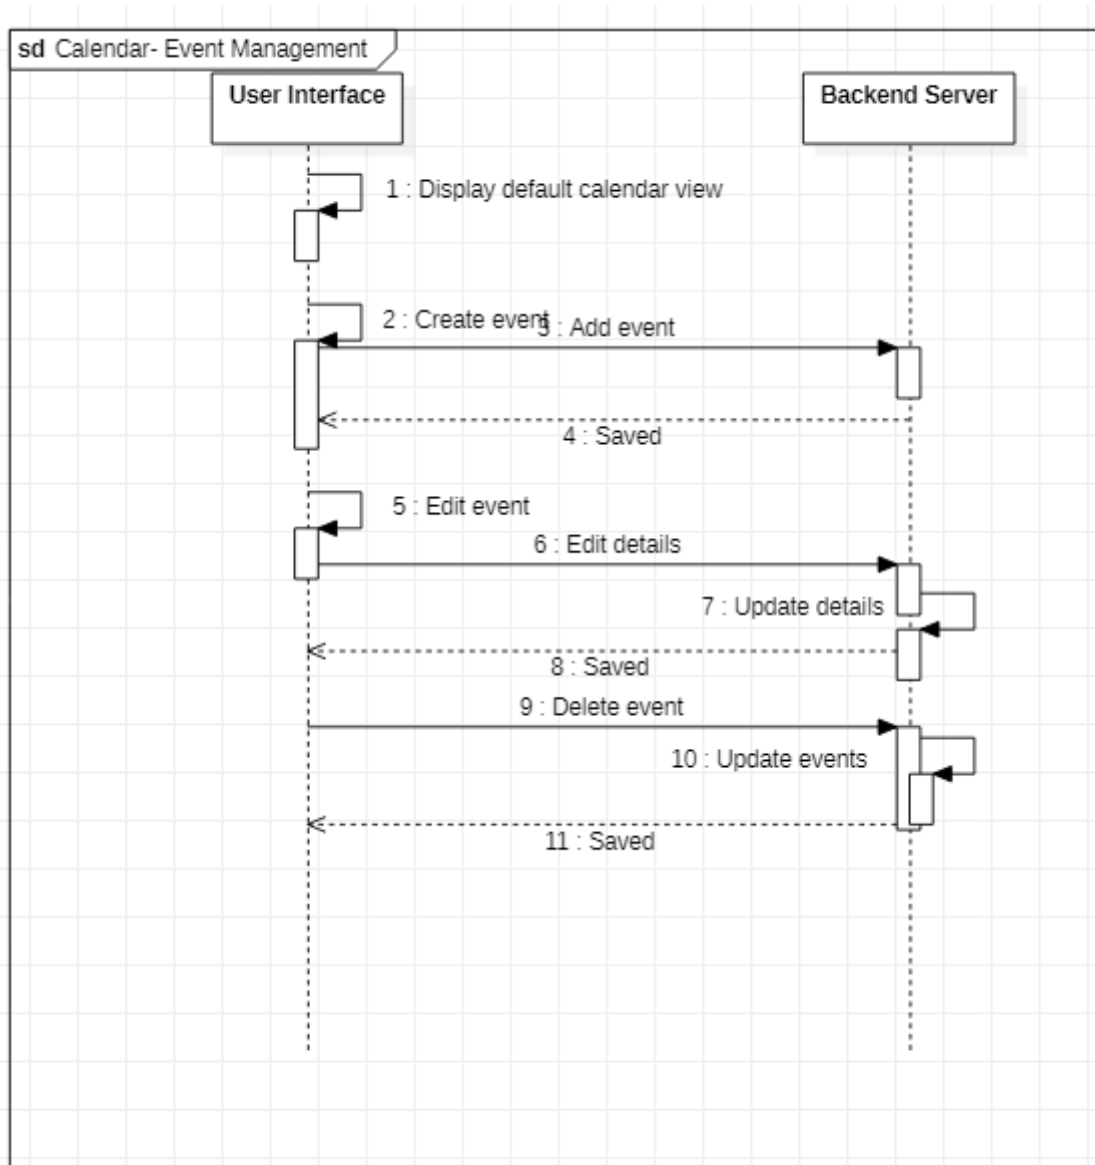 sd Calendar- Event Management
User Interface
Backend Server
1 : Display default calendar view
2 : Create event
3 : Add event
4 : Saved
5 : Edit event
6 : Edit details
7 : Update details
8 : Saved
9 : Delete event
10 : Update events
11 : Saved